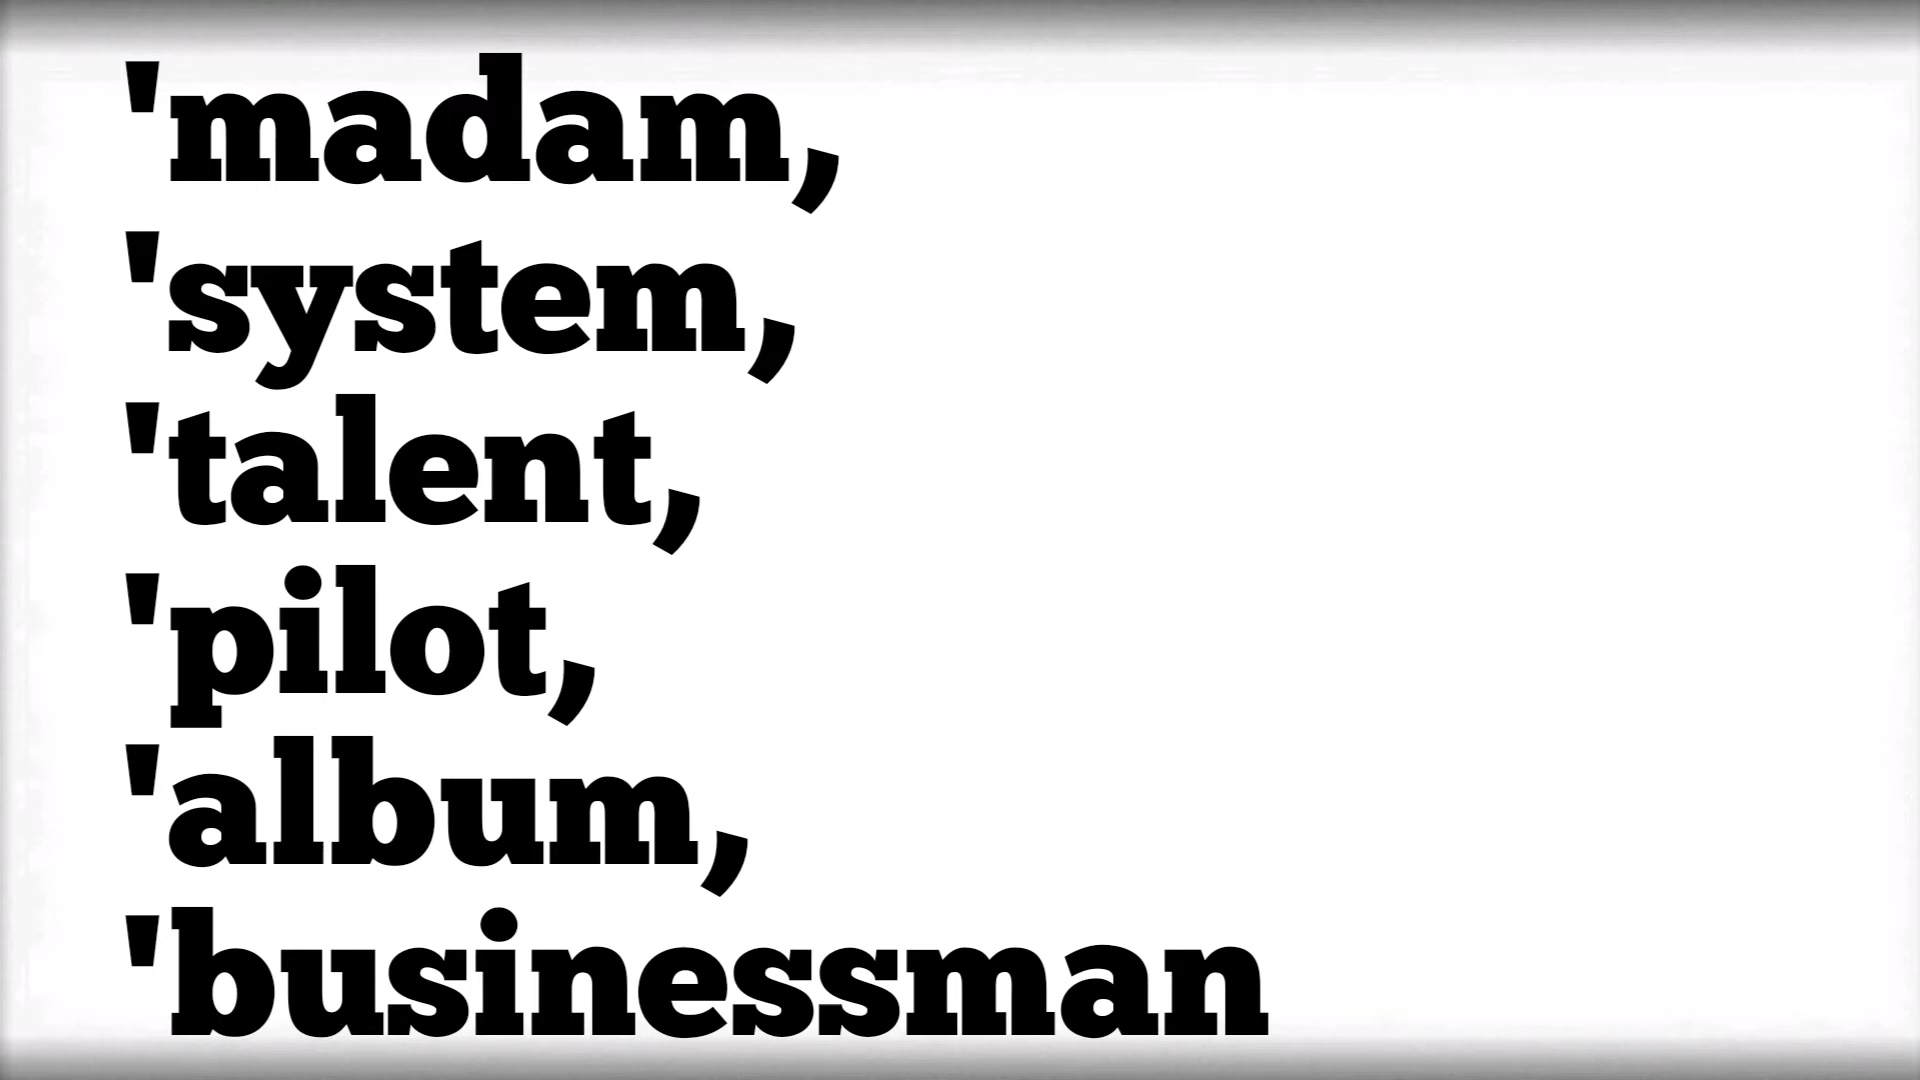 'madam,
'system,
'talent,
'pilot,
'album,
'businessman